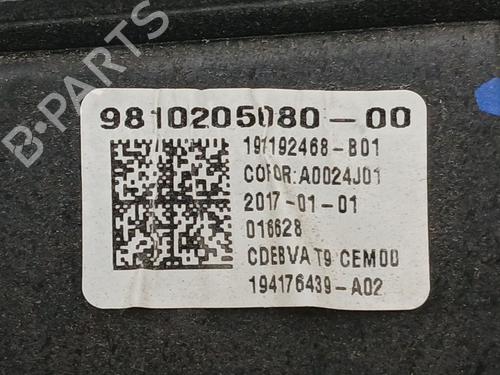 9810205080-00
191192468-B01
COFOR:A0024J01
2017-01-01
016628
CDEBVA T9 CEM00
194176439-A02
B-PARTS